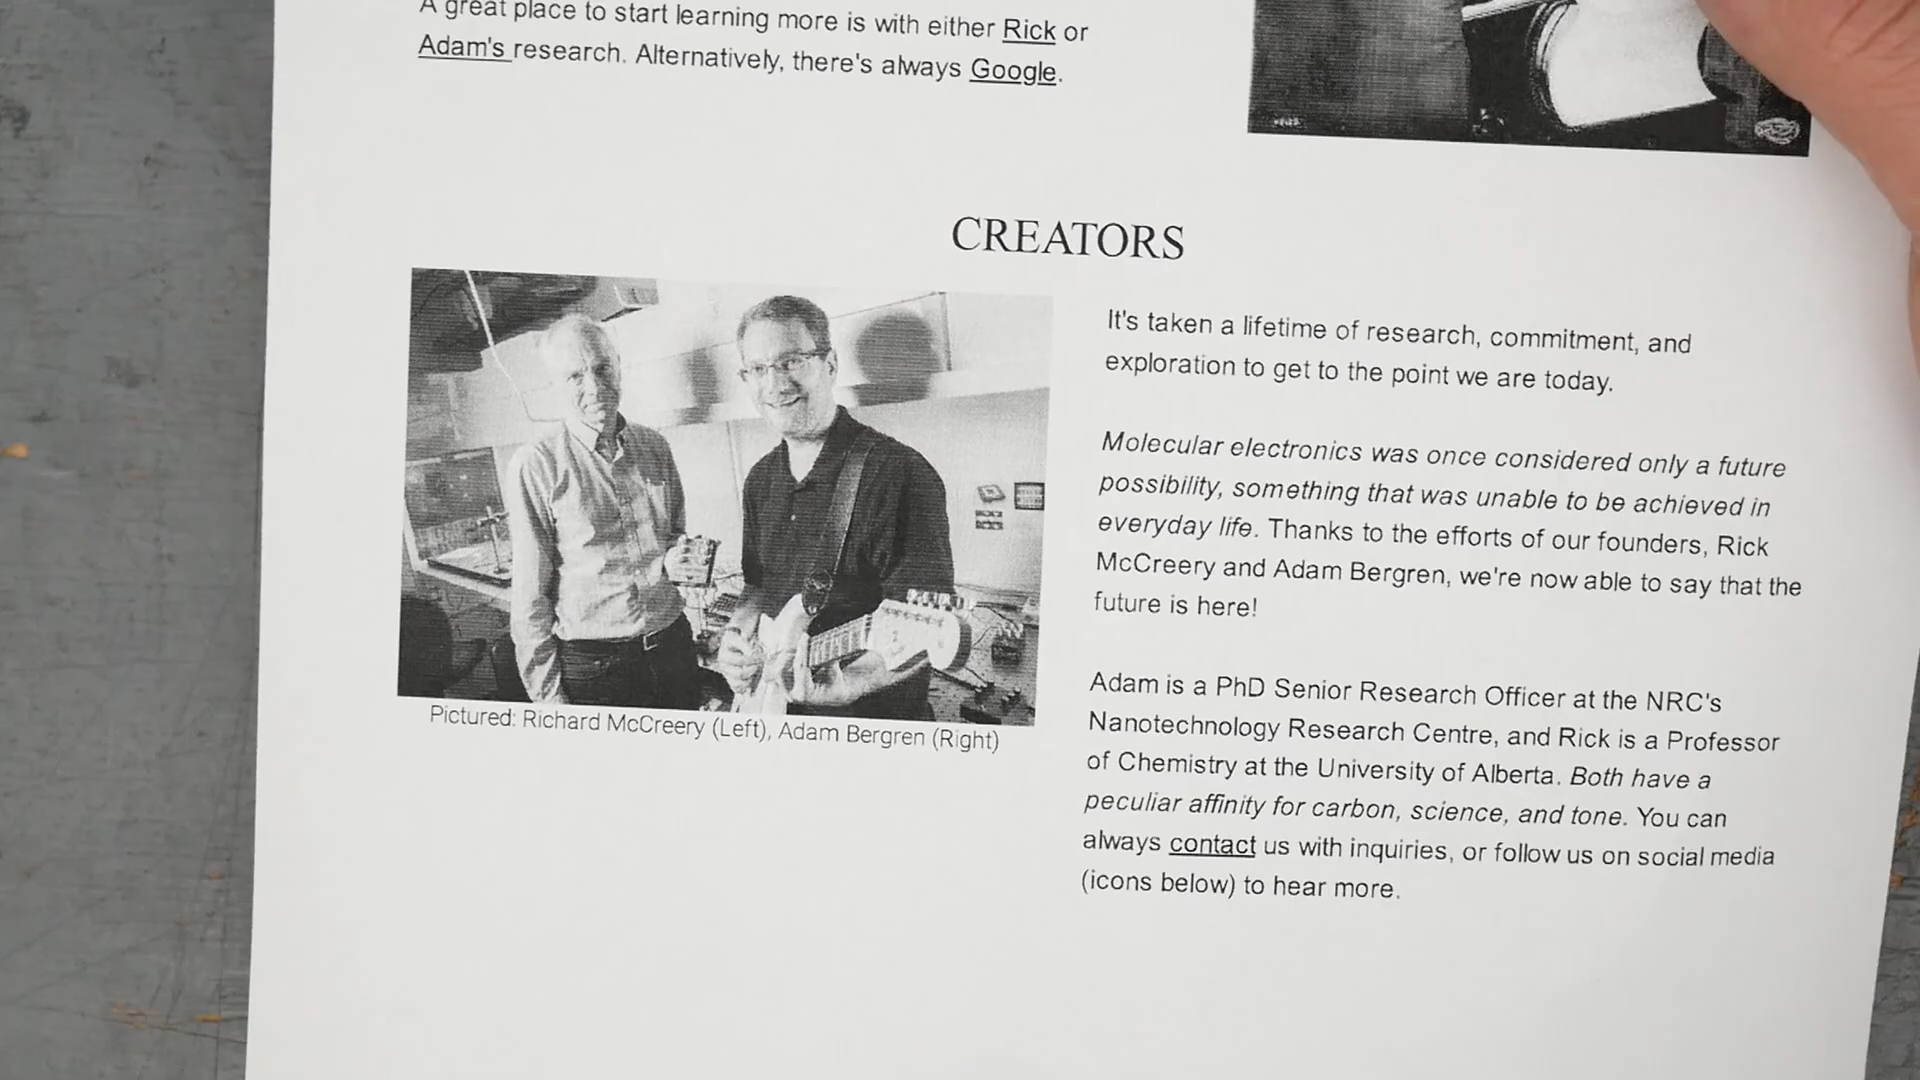 A great place to start learning more is with either Rick or
Adam's research. Alternatively, there's always Google.
CREATORS
It's taken a lifetime of research, commitment, and
exploration to get to the point we are today.
Molecular electronics was once considered only a future
possibility, something that was unable to be achieved in
everyday life. Thanks to the efforts of our founders, Rick
McCreery and Adam Bergren, we're now able to say that the
future is here!
Adam is a PhD Senior Research Officer at the NRC's
Nanotechnology Research Centre, and Rick is a Professor
of Chemistry at the University of Alberta. Both have a
peculiar affinity for carbon, science, and tone. You can
always contact us with inquiries, or follow us on social media
(icons below) to hear more.
Pictured: Richard McCreery (Left), Adam Bergren (Right)